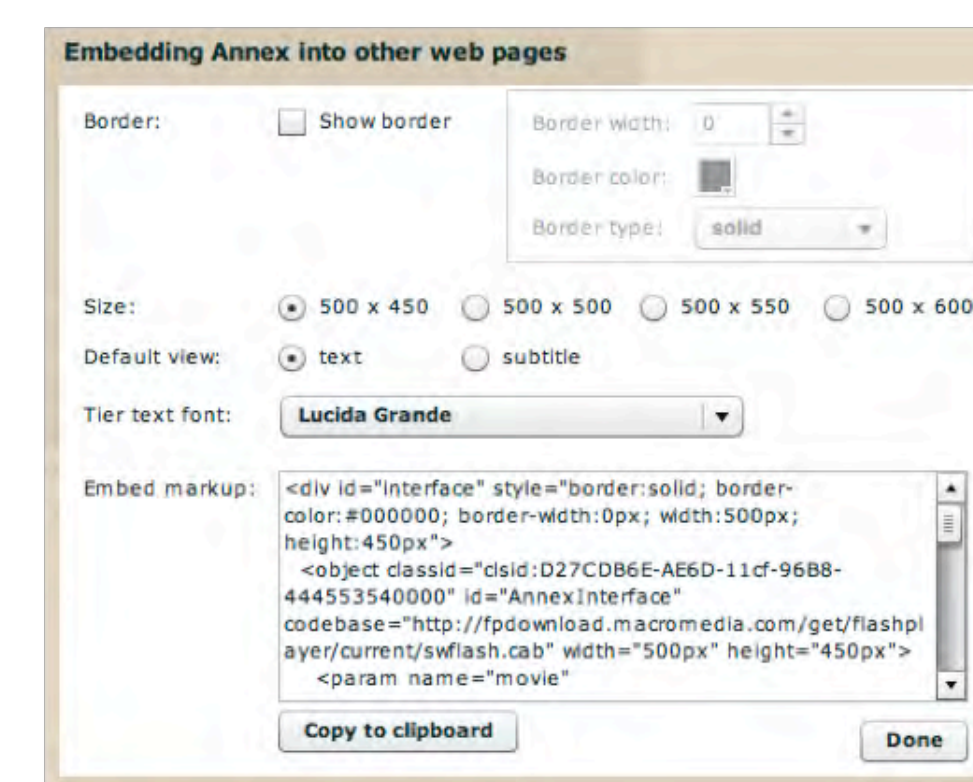 Embedding Annex into other web pages
Border: Show border Border width: 0
Border color:
Border type: solid
Size: 500 x 450 500 x 500 500 x 550 500 x 600
Default view: text subtitle
Tier text font: Lucida Grande
Embed markup: <div id="interface" style="border:solid; border-
color:#000000; border-width:0px; width:500px;
height:450px">
<object classid="clsid:D27CDB6E-AE6D-11cf-96B8-
444553540000" id="AnnexInterface"
codebase="http://fpdownload.macromedia.com/get/flashpl
ayer/current/swflash.cab" width="500px" height="450px">
<param name="movie"
Copy to clipboard Done